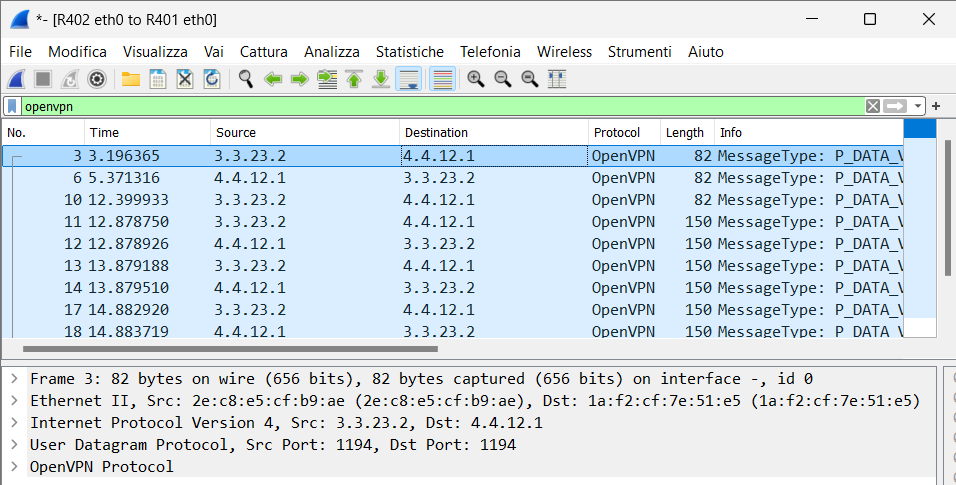 *- [R402 eth0 to R401 eth0]
File Modifica Visualizza Vai Cattura Analizza Statistiche Telefonia Wireless Strumenti Aiuto
openvpn
No. Time Source Destination Protocol Length Info
3 3.196365 3.3.23.2 4.4.12.1 OpenVPN 82 MessageType: P_DATA_V
6 5.371316 4.4.12.1 3.3.23.2 OpenVPN 82 MessageType: P_DATA_V
10 12.399933 3.3.23.2 4.4.12.1 OpenVPN 82 MessageType: P_DATA_V
11 12.878750 3.3.23.2 4.4.12.1 OpenVPN 150 MessageType: P_DATA_V
12 12.878926 4.4.12.1 3.3.23.2 OpenVPN 150 MessageType: P_DATA_V
13 13.879188 3.3.23.2 4.4.12.1 OpenVPN 150 MessageType: P_DATA_V
14 13.879510 4.4.12.1 3.3.23.2 OpenVPN 150 MessageType: P_DATA_V
17 14.882920 3.3.23.2 4.4.12.1 OpenVPN 150 MessageType: P_DATA_V
18 14.883719 4.4.12.1 3.3.23.2 OpenVPN 150 MessageType: P_DATA_V
Frame 3: 82 bytes on wire (656 bits), 82 bytes captured (656 bits) on interface -, id 0
Ethernet II, Src: 2e:c8:e5:cf:b9:ae (2e:c8:e5:cf:b9:ae), Dst: 1a:f2:cf:7e:51:e5 (1a:f2:cf:7e:51:e5)
Internet Protocol Version 4, Src: 3.3.23.2, Dst: 4.4.12.1
User Datagram Protocol, Src Port: 1194, Dst Port: 1194
OpenVPN Protocol